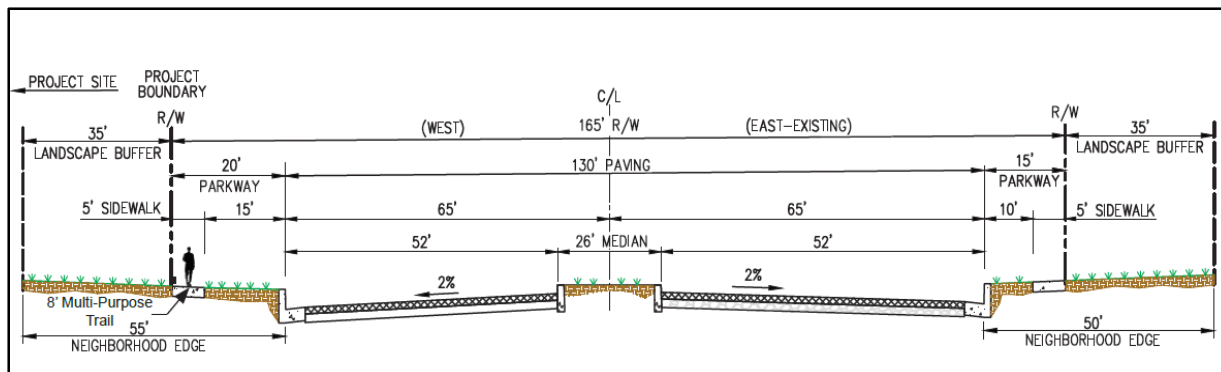 PROJECT SITE
PROJECT
BOUNDARY
R/W
C/L
R/W
35'
(WEST)
165' R/W
(EAST-EXISTING)
35'
LANDSCAPE BUFFER
20'
130' PAVING
15'
LANDSCAPE BUFFER
PARKWAY
PARKWAY
5' SIDEWALK
15'
65'
65'
10'
5' SIDEWALK
52'
26' MEDIAN
52'
2%
2%
8' Multi-Purpose
Trail
55'
NEIGHBORHOOD EDGE
50'
NEIGHBORHOOD EDGE